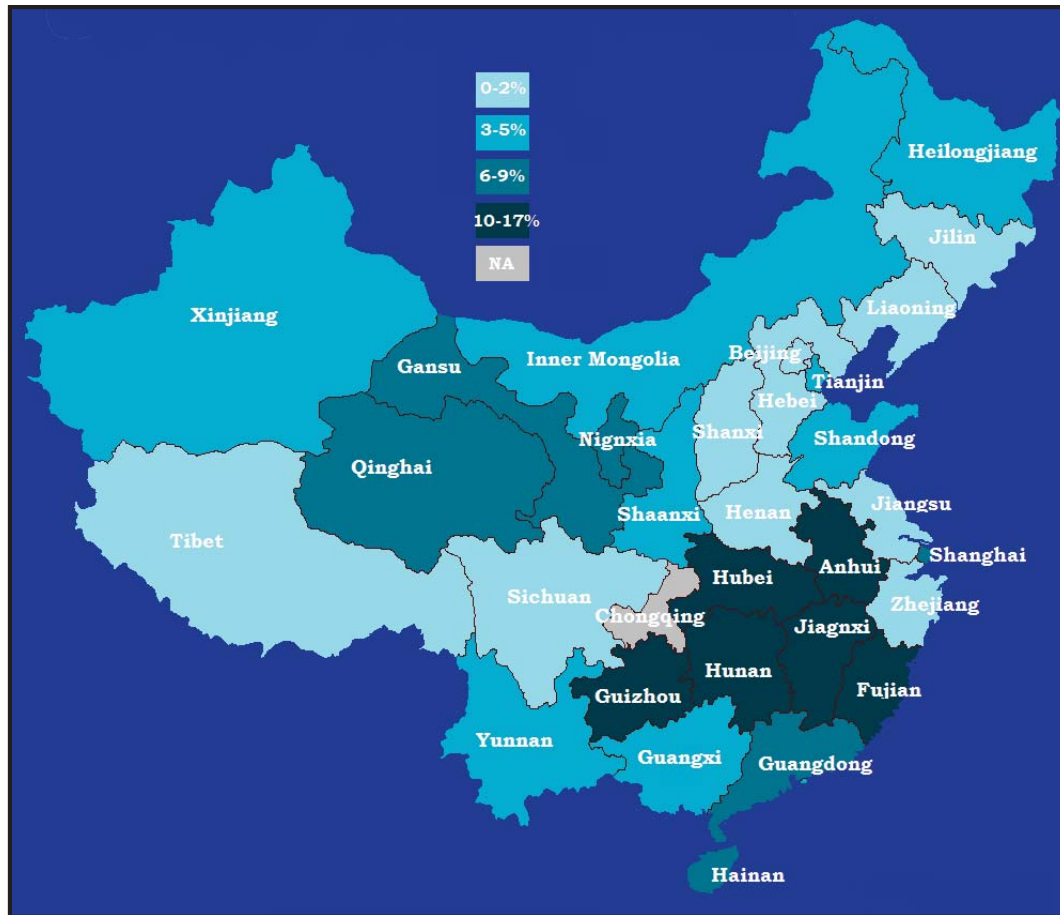 0-2%
3-5%
6-9%
10-17%
NA
Heilongjiang
Jilin
Liaoning
Xinjiang
Inner Mongolia
Beijing
Gansu
Tianjin
Hebei
Nignxia
Shanxi
Shandong
Qinghai
Jiangsu
Shaanxi
Henan
Tibet
Shanghai
Anhui
Hubei
Sichuan
Zhejiang
Chongqing
Jiagnxi
Hunan
Fujian
Guizhou
Yunnan
Guangxi
Guangdong
Hainan